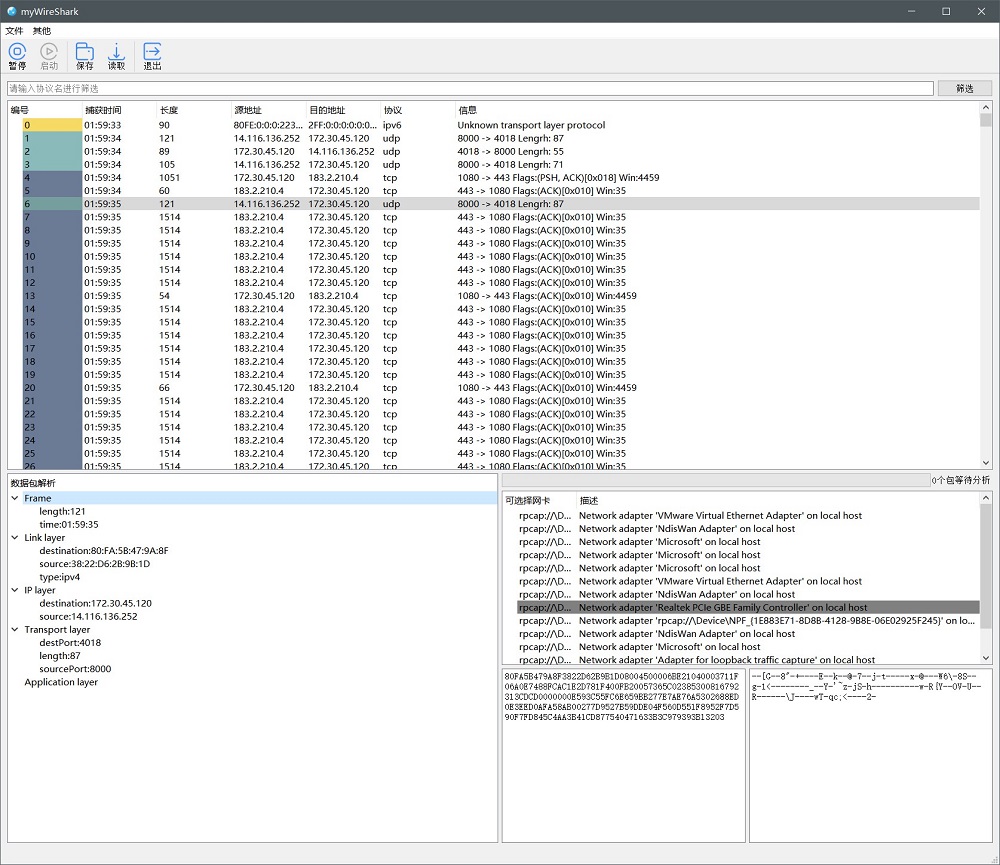 myWireShark
文件 其他
暂停 启动 保存 读取 退出
请输入协议名进行筛选 筛选
编号 捕获时间 长度 源地址 目的地址 协议 信息
0 01:59:33 90 80FE:0:0:0:223... 2FF:0:0:0:0:0:0... ipv6 Unknown transport layer protocol
1 01:59:34 121 14.116.136.252 172.30.45.120 udp 8000 -> 4018 Lengrh: 87
2 01:59:34 89 172.30.45.120 14.116.136.252 udp 4018 -> 8000 Lengrh: 55
3 01:59:34 105 14.116.136.252 172.30.45.120 udp 8000 -> 4018 Lengrh: 71
4 01:59:34 1051 172.30.45.120 183.2.210.4 tcp 1080 -> 443 Flags:(PSH, ACK)[0x018] Win:4459
5 01:59:34 60 183.2.210.4 172.30.45.120 tcp 443 -> 1080 Flags:(ACK)[0x010] Win:35
6 01:59:35 121 14.116.136.252 172.30.45.120 udp 8000 -> 4018 Lengrh: 87
7 01:59:35 1514 183.2.210.4 172.30.45.120 tcp 443 -> 1080 Flags:(ACK)[0x010] Win:35
8 01:59:35 1514 183.2.210.4 172.30.45.120 tcp 443 -> 1080 Flags:(ACK)[0x010] Win:35
9 01:59:35 1514 183.2.210.4 172.30.45.120 tcp 443 -> 1080 Flags:(ACK)[0x010] Win:35
10 01:59:35 1514 183.2.210.4 172.30.45.120 tcp 443 -> 1080 Flags:(ACK)[0x010] Win:35
11 01:59:35 1514 183.2.210.4 172.30.45.120 tcp 443 -> 1080 Flags:(ACK)[0x010] Win:35
12 01:59:35 1514 183.2.210.4 172.30.45.120 tcp 443 -> 1080 Flags:(ACK)[0x010] Win:35
13 01:59:35 54 172.30.45.120 183.2.210.4 tcp 1080 -> 443 Flags:(ACK)[0x010] Win:4459
14 01:59:35 1514 183.2.210.4 172.30.45.120 tcp 443 -> 1080 Flags:(ACK)[0x010] Win:35
15 01:59:35 1514 183.2.210.4 172.30.45.120 tcp 443 -> 1080 Flags:(ACK)[0x010] Win:35
16 01:59:35 1514 183.2.210.4 172.30.45.120 tcp 443 -> 1080 Flags:(ACK)[0x010] Win:35
17 01:59:35 1514 183.2.210.4 172.30.45.120 tcp 443 -> 1080 Flags:(ACK)[0x010] Win:35
18 01:59:35 1514 183.2.210.4 172.30.45.120 tcp 443 -> 1080 Flags:(ACK)[0x010] Win:35
19 01:59:35 1514 183.2.210.4 172.30.45.120 tcp 443 -> 1080 Flags:(ACK)[0x010] Win:35
20 01:59:35 66 172.30.45.120 183.2.210.4 tcp 1080 -> 443 Flags:(ACK)[0x010] Win:4459
21 01:59:35 1514 183.2.210.4 172.30.45.120 tcp 443 -> 1080 Flags:(ACK)[0x010] Win:35
22 01:59:35 1514 183.2.210.4 172.30.45.120 tcp 443 -> 1080 Flags:(ACK)[0x010] Win:35
23 01:59:35 1514 183.2.210.4 172.30.45.120 tcp 443 -> 1080 Flags:(ACK)[0x010] Win:35
24 01:59:35 1514 183.2.210.4 172.30.45.120 tcp 443 -> 1080 Flags:(ACK)[0x010] Win:35
25 01:59:35 1514 183.2.210.4 172.30.45.120 tcp 443 -> 1080 Flags:(ACK)[0x010] Win:35
26 01:59:35 1514 183.2.210.4 172.30.45.120 tcp 443 -> 1080 Flags:(ACK)[0x010] Win:35
数据包解析
Frame
length:121
time:01:59:35
Link layer
destination:80:FA:5B:47:9A:8F
source:38:22:D6:2B:9B:1D
type:ipv4
IP layer
destination:172.30.45.120
source:14.116.136.252
Transport layer
destPort:4018
length:87
sourcePort:8000
Application layer
0个包等待分析
可选择网卡 描述
rpcap://\D... Network adapter 'VMware Virtual Ethernet Adapter' on local host
rpcap://\D... Network adapter 'NdisWan Adapter' on local host
rpcap://\D... Network adapter 'Microsoft' on local host
rpcap://\D... Network adapter 'Microsoft' on local host
rpcap://\D... Network adapter 'Microsoft' on local host
rpcap://\D... Network adapter 'VMware Virtual Ethernet Adapter' on local host
rpcap://\D... Network adapter 'NdisWan Adapter' on local host
rpcap://\D... Network adapter 'Realtek PCIe GBE Family Controller' on local host
rpcap://\D... Network adapter 'rpcap://\Device\NPF_{1E883E71-8D8B-4128-9B8E-06E02925F245}' on lo...
rpcap://\D... Network adapter 'NdisWan Adapter' on local host
rpcap://\D... Network adapter 'Microsoft' on local host
rpcap://\D... Network adapter 'Adapter for loopback traffic capture' on local host